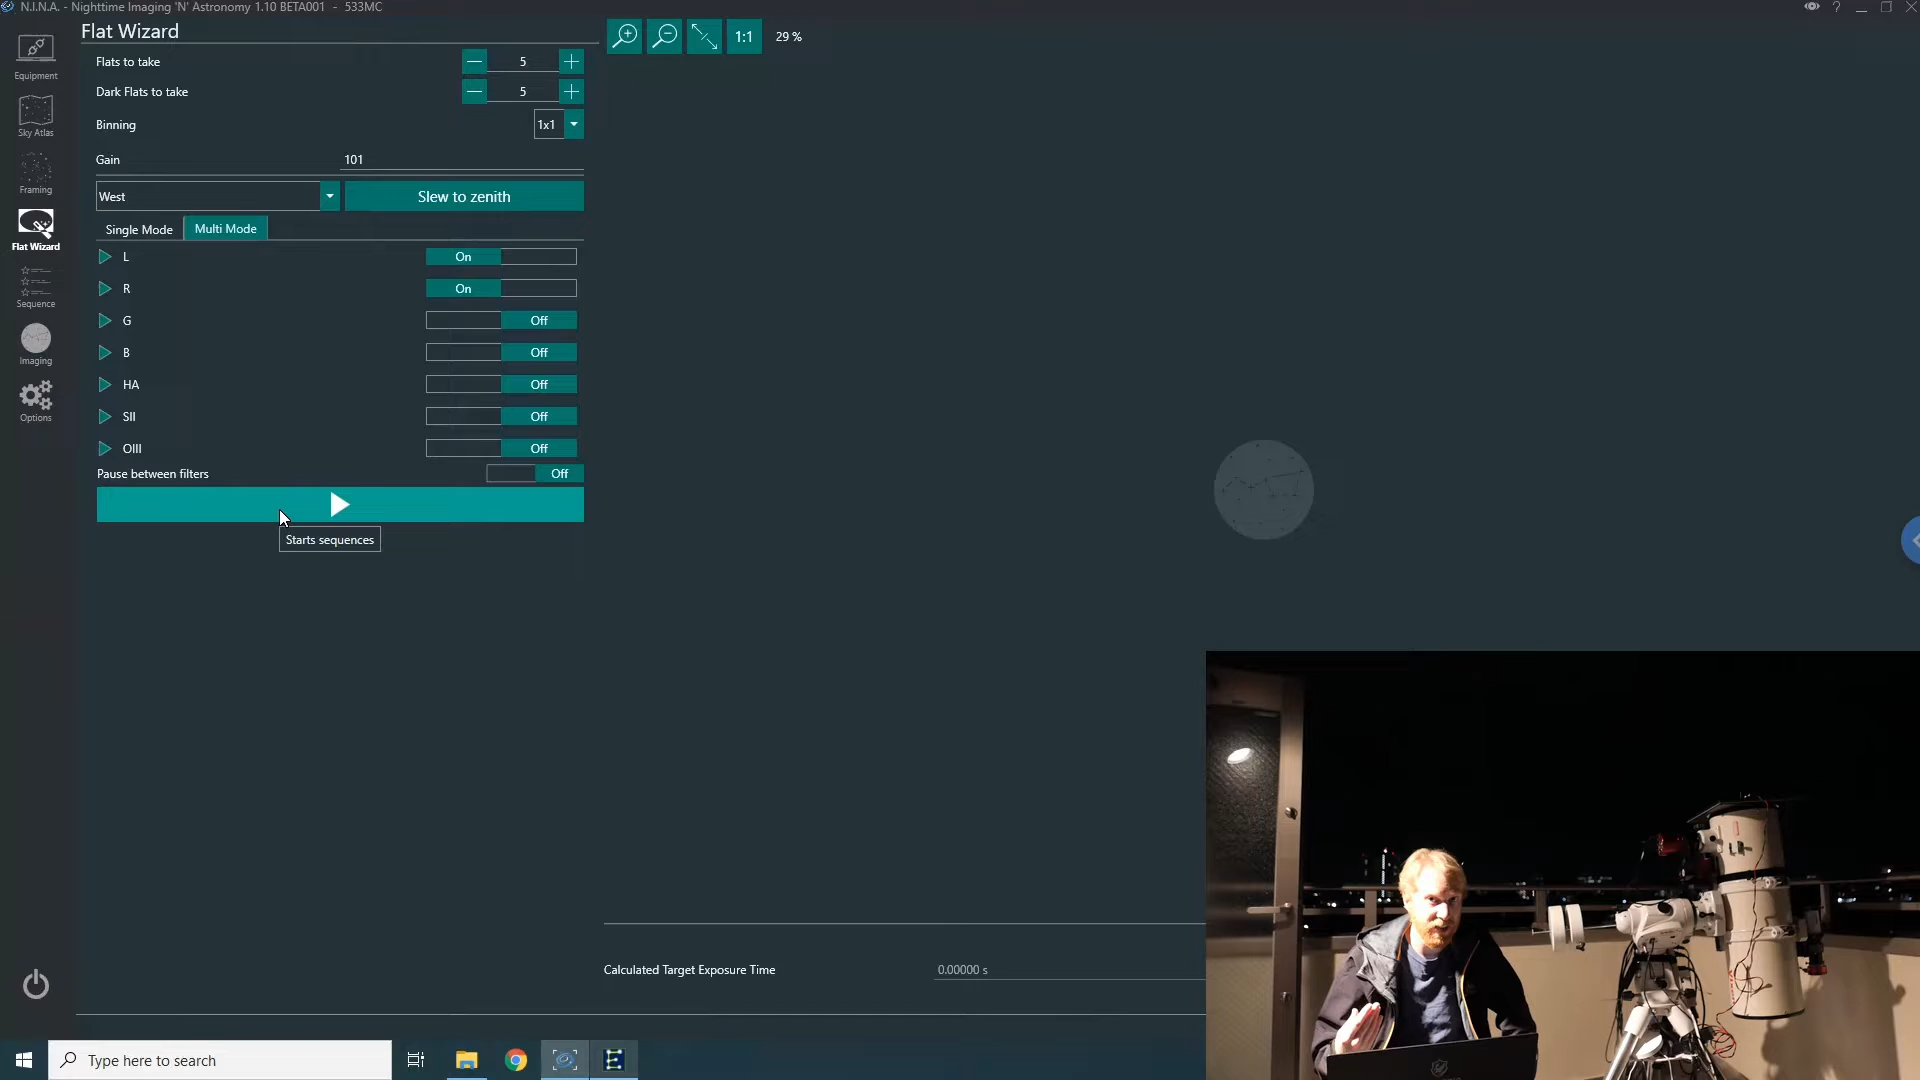 N.I.N.A. - Nighttime Imaging 'N' Astronomy 1.10 BETA001 - 533MC
?
Equipment
Sky Atlas
Framing
Flat Wizard
Sequence
Imaging
Options
Flat Wizard
Flats to take
5
Dark Flats to take
5
Binning
1x1
Gain
101
West
Slew to zenith
Single Mode
Multi Mode
L
On
R
On
G
Off
B
Off
HA
Off
SII
Off
OIII
Off
Pause between filters
Off
Starts sequences
1:1
29 %
Calculated Target Exposure Time
0.00000 s
Type here to search